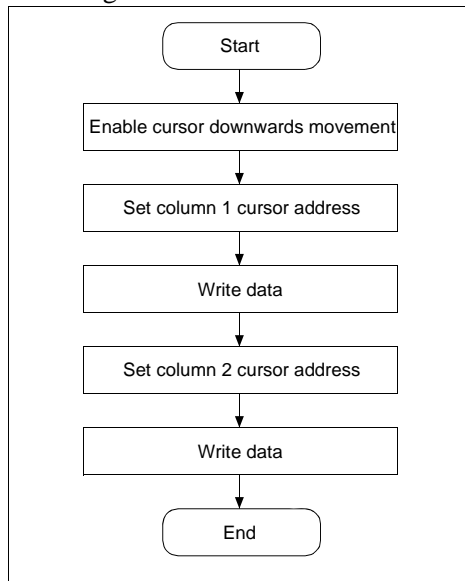 Start
Enable cursor downwards movement
Set column 1 cursor address
Write data
Set column 2 cursor address
Write data
End